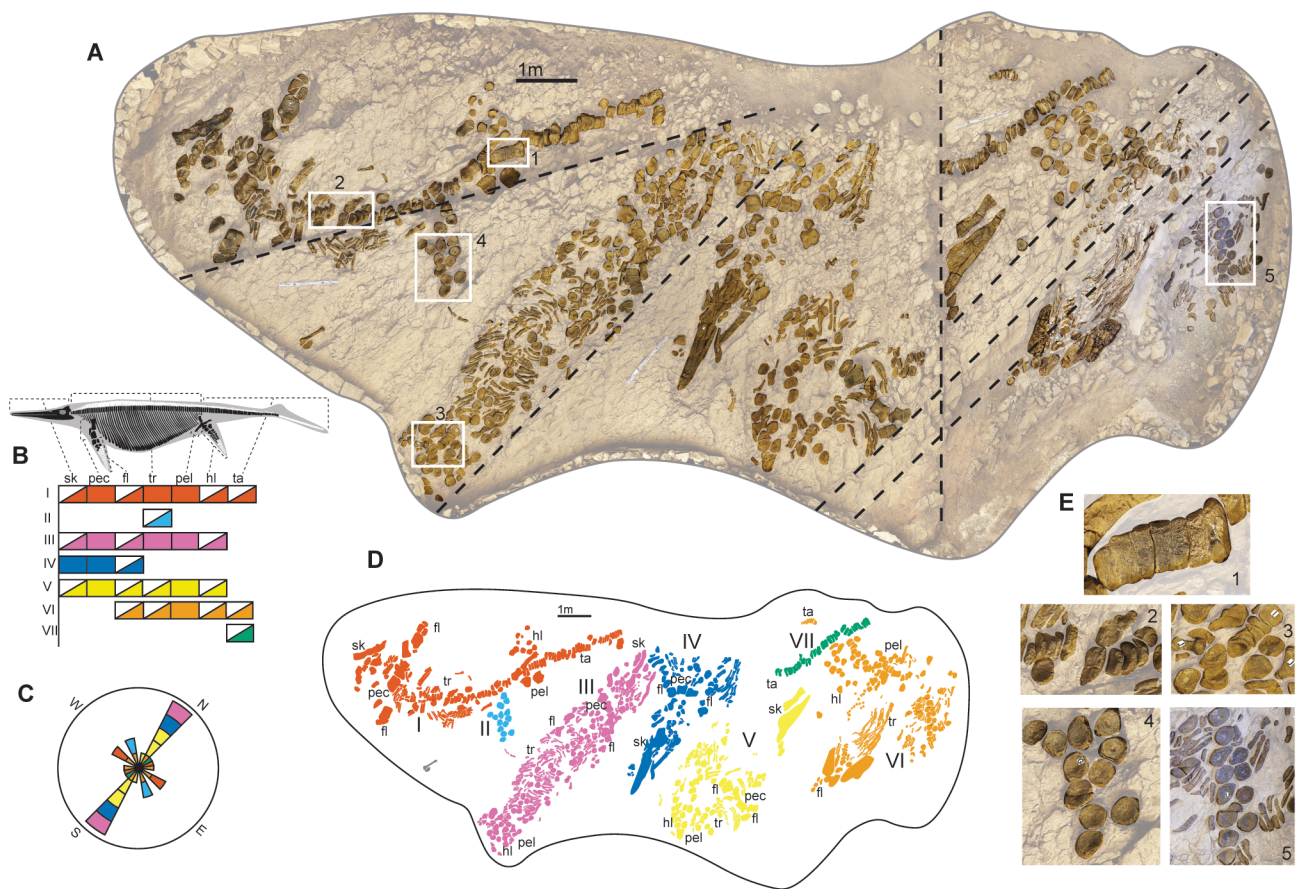 A
1m
1
2
4
5
3
B
sk pec fl tr pel hl ta
I
II
III
IV
V
VI
VII
C
W
N
S
E
D
1m
fl
sk
pec
fl
tr
I
hl
ta
pel
II
III
sk
pec
fl
fl
tr
pel
hl
IV
pec
fl
fl
sk
V
sk
fl
pec
hl
tr
fl
pel
ta
VII
ta
pel
hl
tr
VI
fl
E
1
2
3
4
5